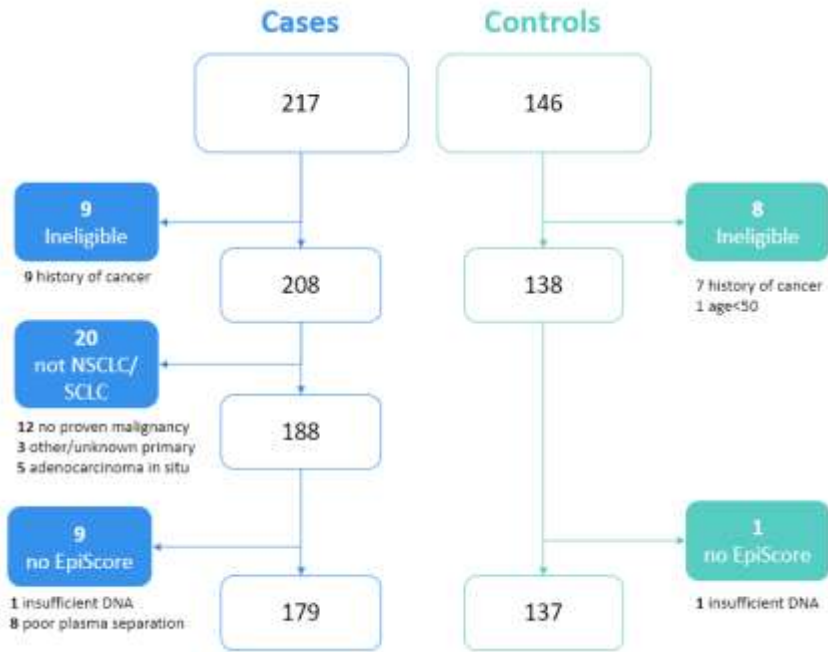 Cases
Controls
217
146
9
Ineligible
9 history of cancer
8
Ineligible
7 history of cancer
1 age<50
208
138
20
not NSCLC/
SCLC
12 no proven malignancy
3 other/unknown primary
5 adenocarcinoma in situ
188
9
no EpiScore
1 insufficient DNA
8 poor plasma separation
1
no EpiScore
1 insufficient DNA
179
137